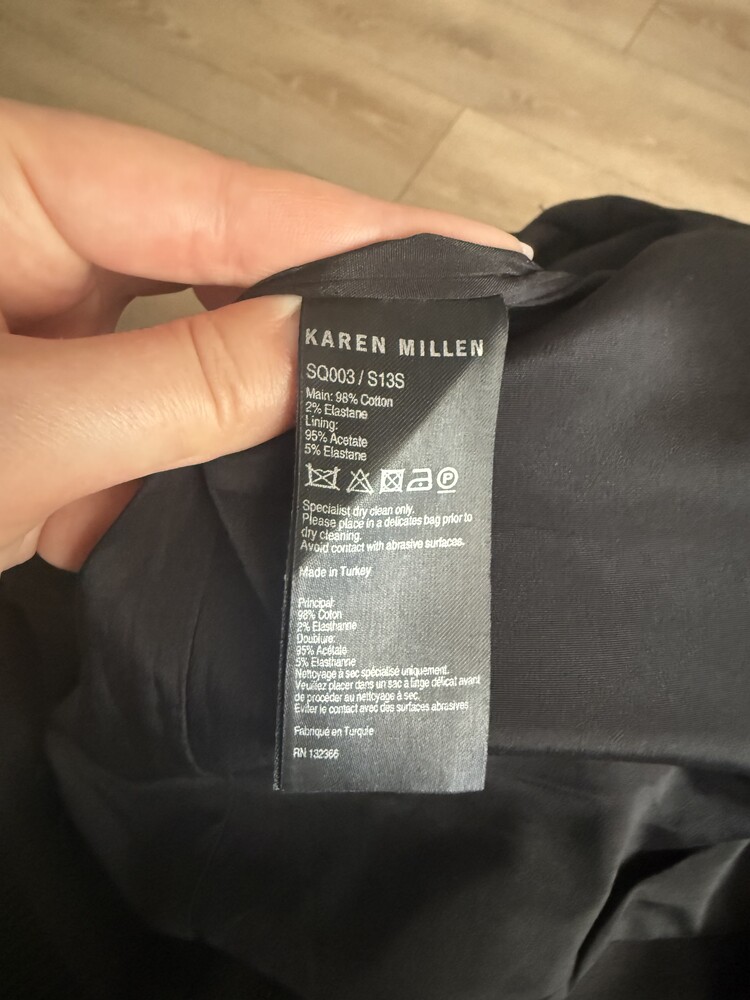 KAREN MILLEN
SQ003 / S13S
Main: 98% Cotton
2% Elastane
Lining:
95% Acetate
5% Elastane
P
Specialist dry clean only.
Please place in a delicates bag prior to
dry cleaning.
Avoid contact with abrasive surfaces.
Made in Turkey
Principal:
98% Coton
2% Elasthanne
Doublure:
95% Acétate
5% Elasthanne
Nettoyage à sec spécialisé uniquement.
Veuillez placer dans un sac à linge délicat avant
de procéder au nettoyage à sec.
Eviter le contact avec des surfaces abrasives
Fabriqué en Turquie
RN 132366